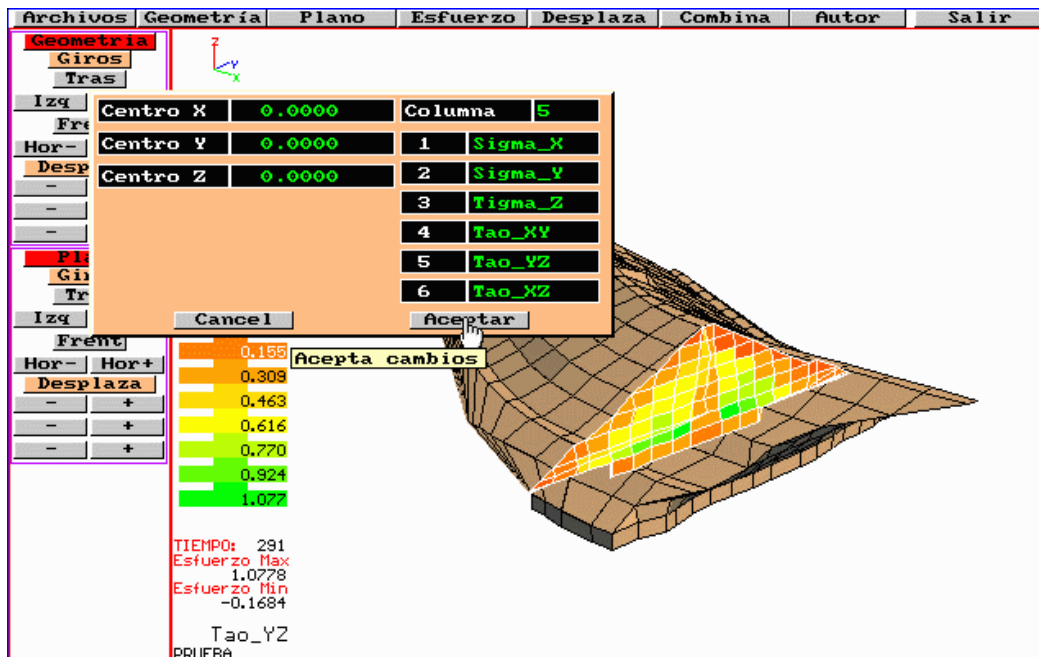 Archivos Geometría Plano Esfuerzo Desplaza Combina Autor Salir
Geometria
Giros
Tras
Izq
Hor-
Desp
-
-
-
Z
Y
X
Centro X 0.0000
Centro Y 0.0000
Centro Z 0.0000
Columna 5
1 Sigma_X
2 Sigma_Y
3 Tigma_Z
4 Tao_XY
5 Tao_YZ
6 Tao_XZ
Cancel Aceptar
Acepta cambios
Izq
Frent
Hor- Hor+
Desplaza
- +
- +
- +
0.155
0.309
0.463
0.616
0.770
0.924
1.077
TIEMPO: 291
Esfuerzo Max
1.0778
Esfuerzo Min
-0.1684
Tao_YZ
PRUEBA